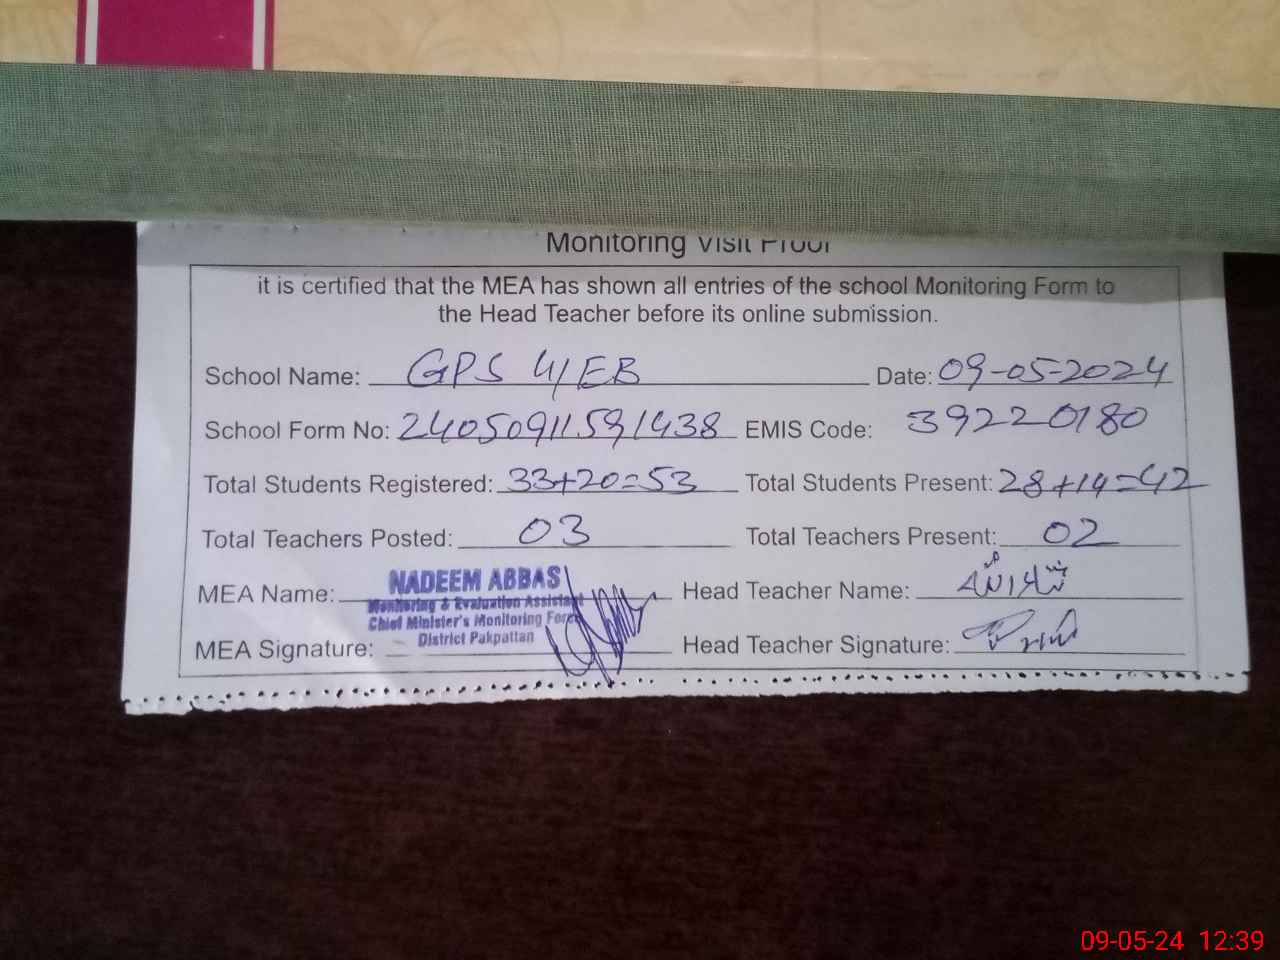 Monitoring Visit Proof
it is certified that the MEA has shown all entries of the school Monitoring Form to
the Head Teacher before its online submission.
School Name: GPS 4/EB Date: 09-05-2024
School Form No: 24050911591438 EMIS Code: 39220180
Total Students Registered: 33+20=53 Total Students Present: 28+14=42
Total Teachers Posted: 03 Total Teachers Present: 02
MEA Name: NADEEM ABBAS Head Teacher Name:
Monitoring & Evaluation Assistant
Chief Minister's Monitoring Force
District Pakpattan
MEA Signature: Head Teacher Signature:
09-05-24 12:39